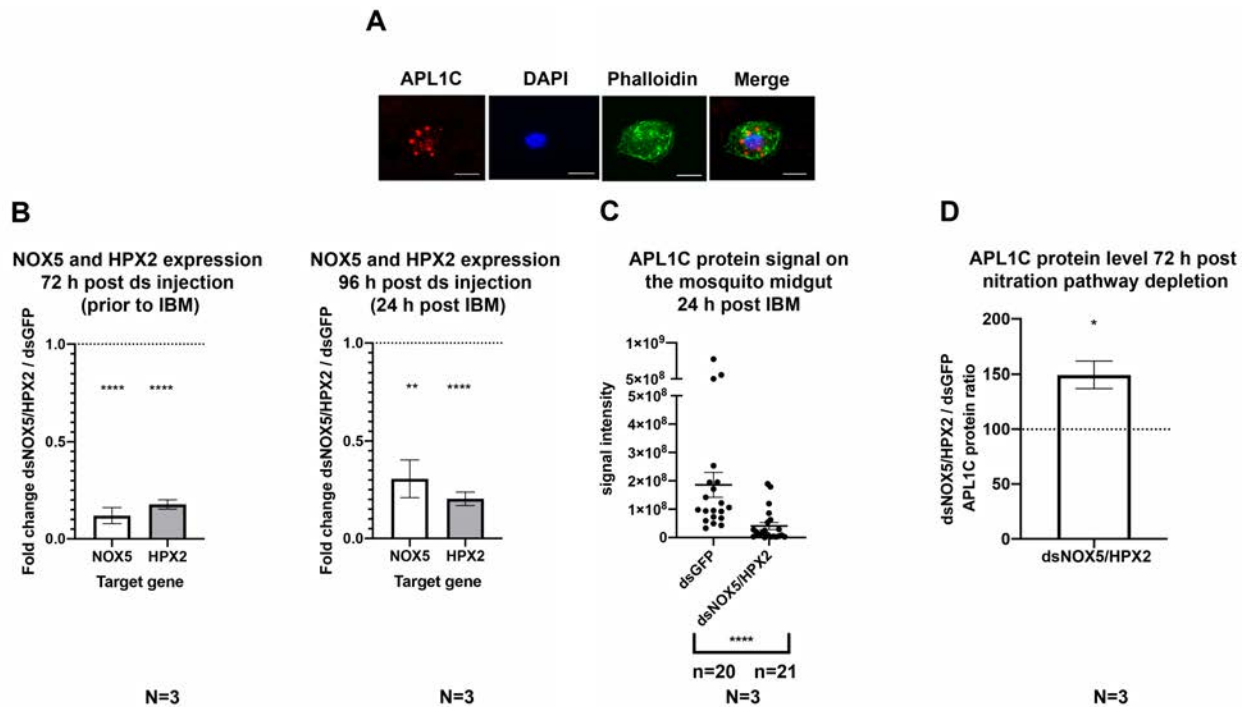 A
APL1C DAPI Phalloidin Merge
B
NOX5 and HPX2 expression
72 h post ds injection
(prior to IBM)
Fold change dsNOX5/HPX2 / dsGFP
1.0
0.5
0.0
**** ****
NOX5 HPX2
Target gene
N=3
NOX5 and HPX2 expression
96 h post ds injection
(24 h post IBM)
Fold change dsNOX5/HPX2 / dsGFP
1.0
0.5
0.0
** ****
NOX5 HPX2
Target gene
N=3
C
APL1C protein signal on
the mosquito midgut
24 h post IBM
signal intensity
1×10⁹
5×10⁸
5×10⁸
4×10⁸
3×10⁸
2×10⁸
1×10⁸
dsGFP
dsNOX5/HPX2
****
n=20 n=21
N=3
D
APL1C protein level 72 h post
nitration pathway depletion
dsNOX5/HPX2 / dsGFP
APL1C protein ratio
200
150
100
50
0
*
dsNOX5/HPX2
N=3